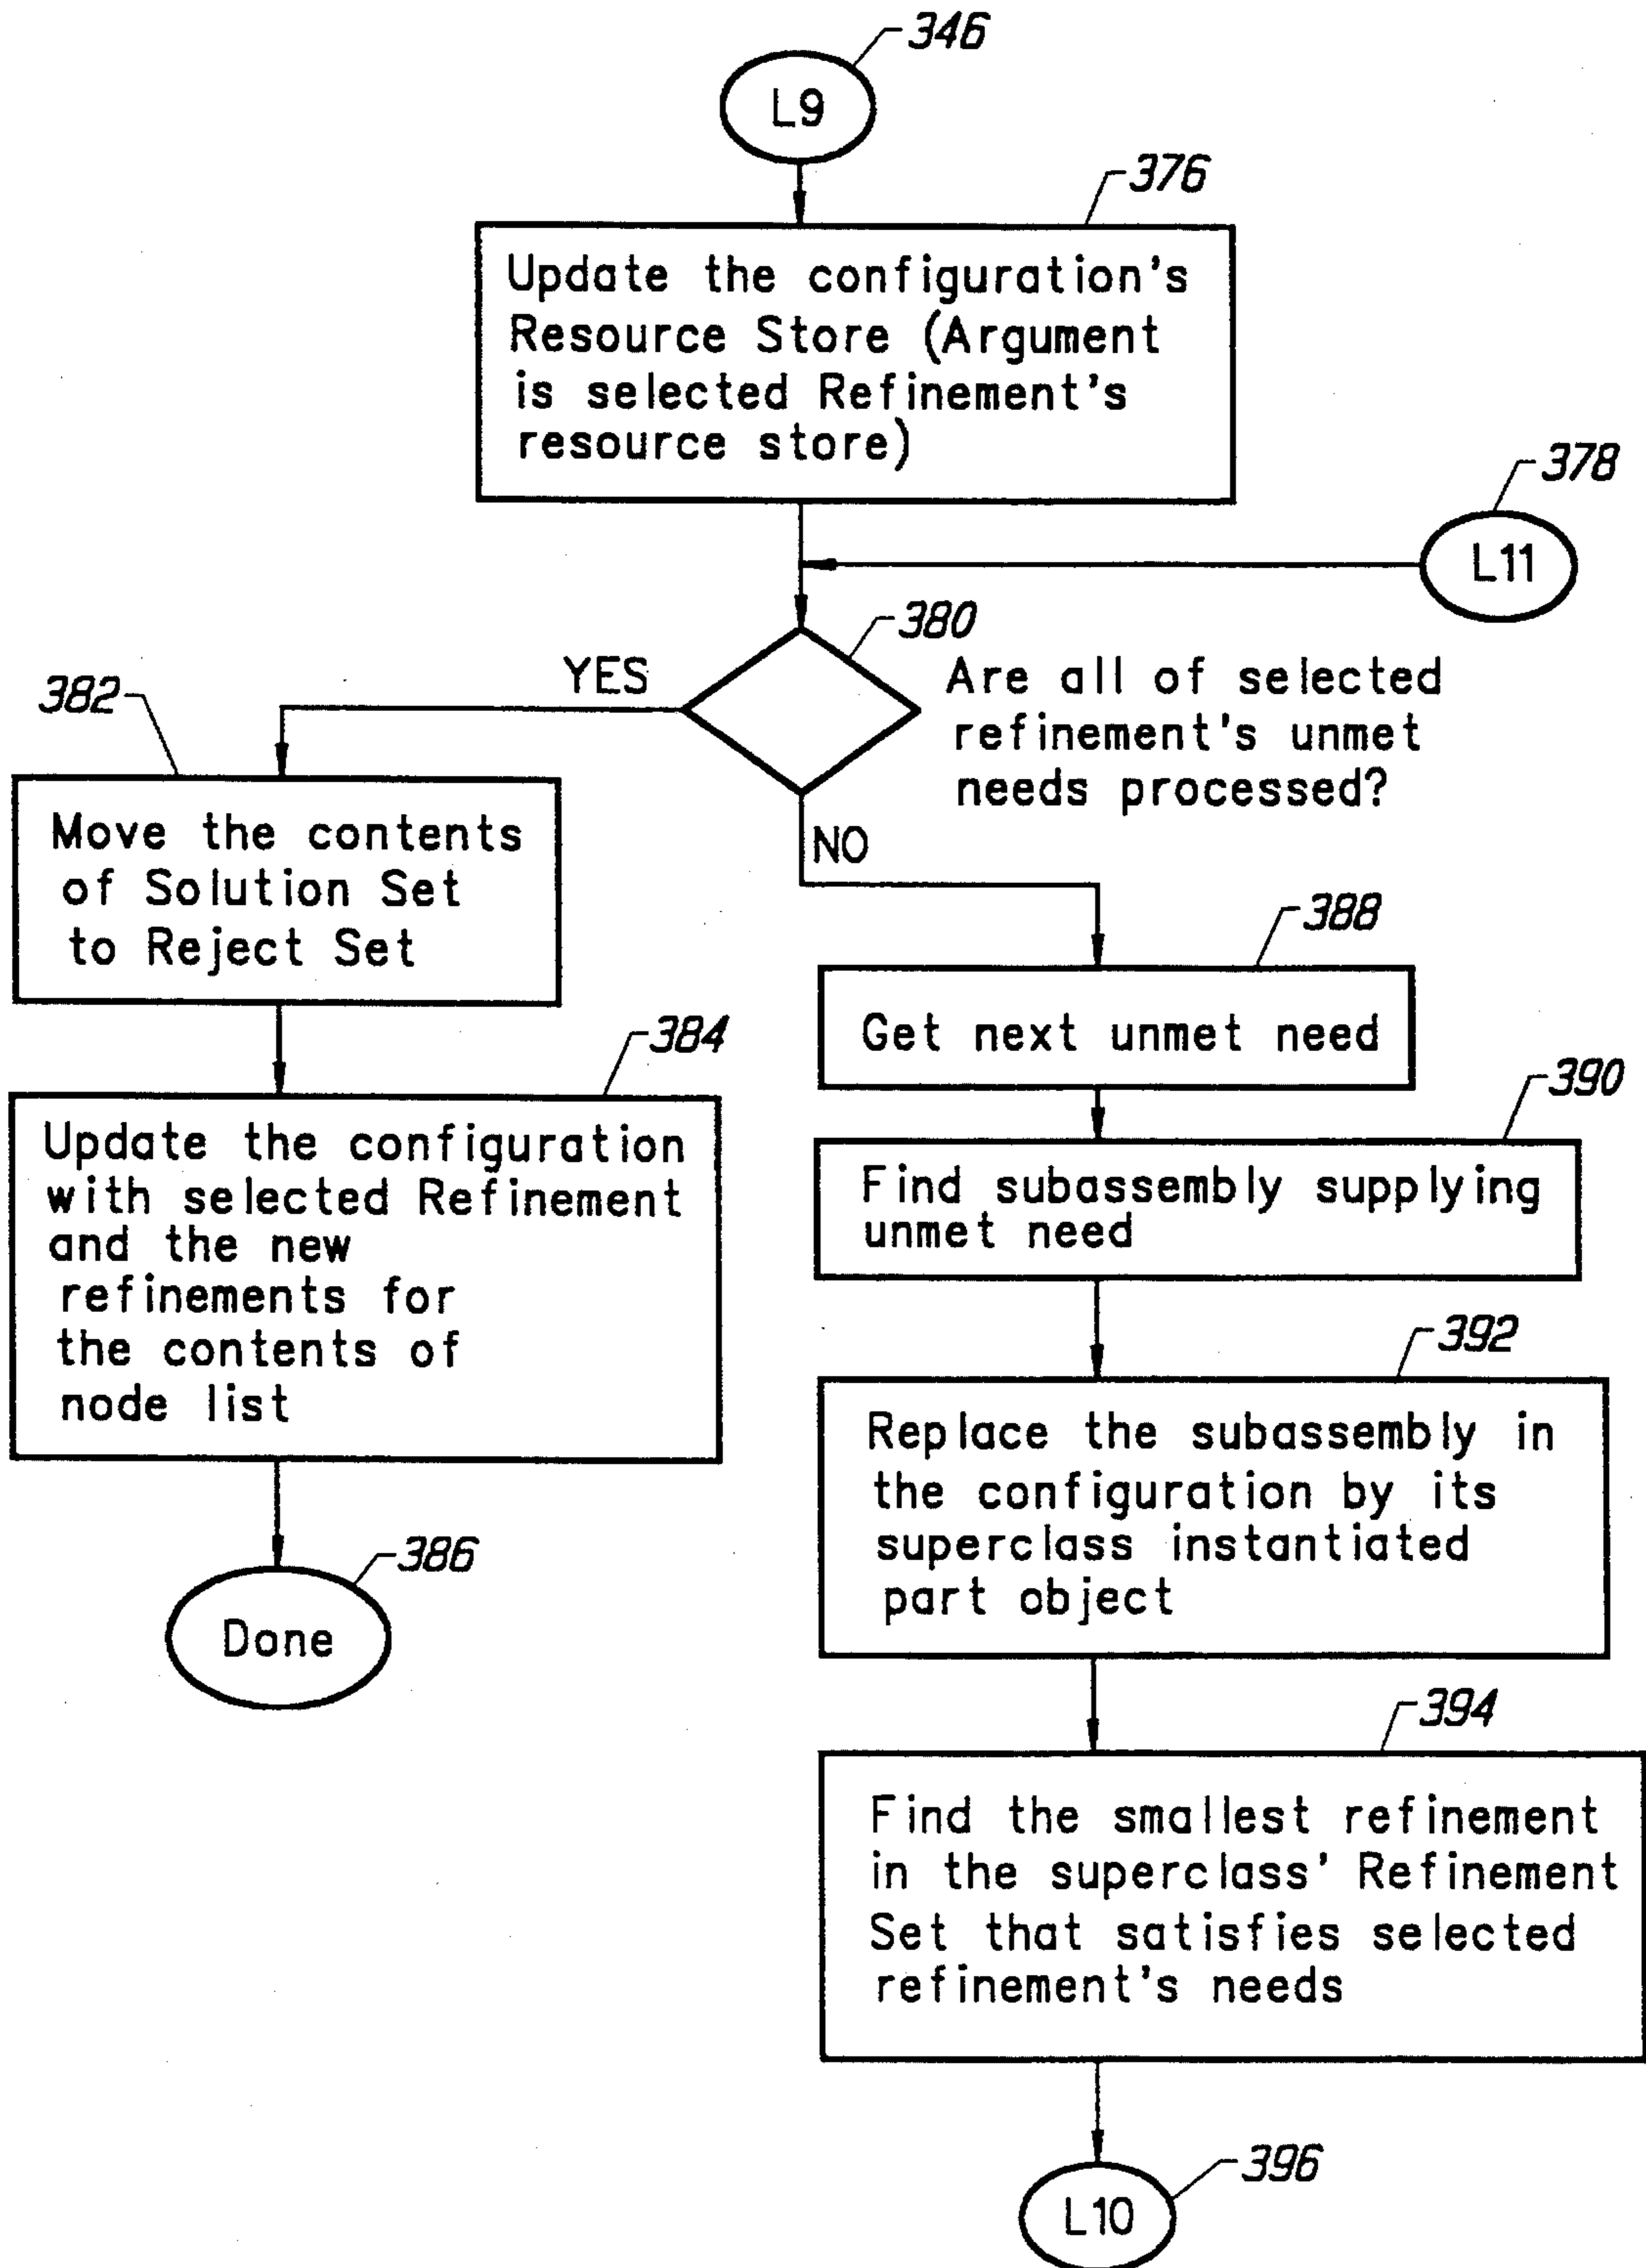 346
L9
376
Update the configuration's
Resource Store (Argument
is selected Refinement's
resource store)
378
L11
380
YES
Are all of selected
refinement's unmet
needs processed?
NO
382
Move the contents
of Solution Set
to Reject Set
384
Update the configuration
with selected Refinement
and the new
refinements for
the contents of
node list
386
Done
388
Get next unmet need
390
Find subassembly supplying
unmet need
392
Replace the subassembly in
the configuration by its
superclass instantiated
part object
394
Find the smallest refinement
in the superclass' Refinement
Set that satisfies selected
refinement's needs
396
L10